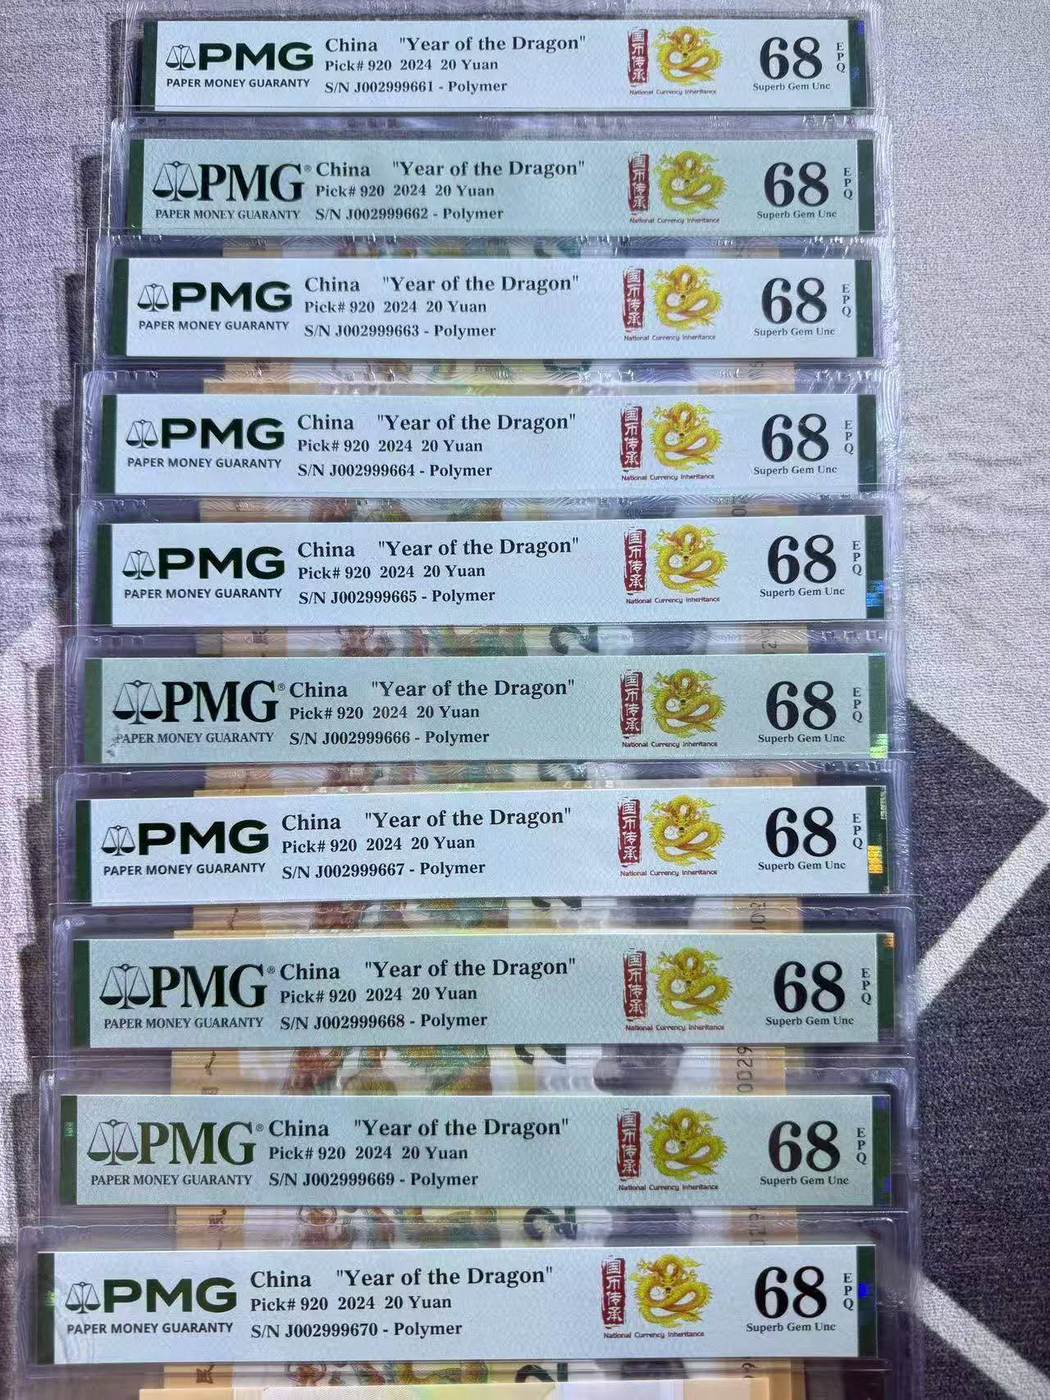 PMG
PAPER MONEY GUARANTY
China "Year of the Dragon"
Pick# 920 2024 20 Yuan
S/N J002999661 - Polymer
国币传承
National Currency Inheritance
68
EPQ
Superb Gem Unc
PMG®
PAPER MONEY GUARANTY
China "Year of the Dragon"
Pick# 920 2024 20 Yuan
S/N J002999662 - Polymer
国币传承
National Currency Inheritance
68
EPQ
Superb Gem Unc
PMG
PAPER MONEY GUARANTY
China "Year of the Dragon"
Pick# 920 2024 20 Yuan
S/N J002999663 - Polymer
国币传承
National Currency Inheritance
68
EPQ
Superb Gem Unc
PMG
PAPER MONEY GUARANTY
China "Year of the Dragon"
Pick# 920 2024 20 Yuan
S/N J002999664 - Polymer
国币传承
National Currency Inheritance
68
EPQ
Superb Gem Unc
PMG
PAPER MONEY GUARANTY
China "Year of the Dragon"
Pick# 920 2024 20 Yuan
S/N J002999665 - Polymer
国币传承
National Currency Inheritance
68
EPQ
Superb Gem Unc
PMG®
PAPER MONEY GUARANTY
China "Year of the Dragon"
Pick# 920 2024 20 Yuan
S/N J002999666 - Polymer
国币传承
National Currency Inheritance
68
EPQ
Superb Gem Unc
PMG
PAPER MONEY GUARANTY
China "Year of the Dragon"
Pick# 920 2024 20 Yuan
S/N J002999667 - Polymer
国币传承
National Currency Inheritance
68
EPQ
Superb Gem Unc
PMG®
PAPER MONEY GUARANTY
China "Year of the Dragon"
Pick# 920 2024 20 Yuan
S/N J002999668 - Polymer
国币传承
National Currency Inheritance
68
EPQ
Superb Gem Unc
0029
PMG®
PAPER MONEY GUARANTY
China "Year of the Dragon"
Pick# 920 2024 20 Yuan
S/N J002999669 - Polymer
国币传承
National Currency Inheritance
68
EPQ
Superb Gem Unc
PMG
PAPER MONEY GUARANTY
China "Year of the Dragon"
Pick# 920 2024 20 Yuan
S/N J002999670 - Polymer
国币传承
National Currency Inheritance
68
EPQ
Superb Gem Unc